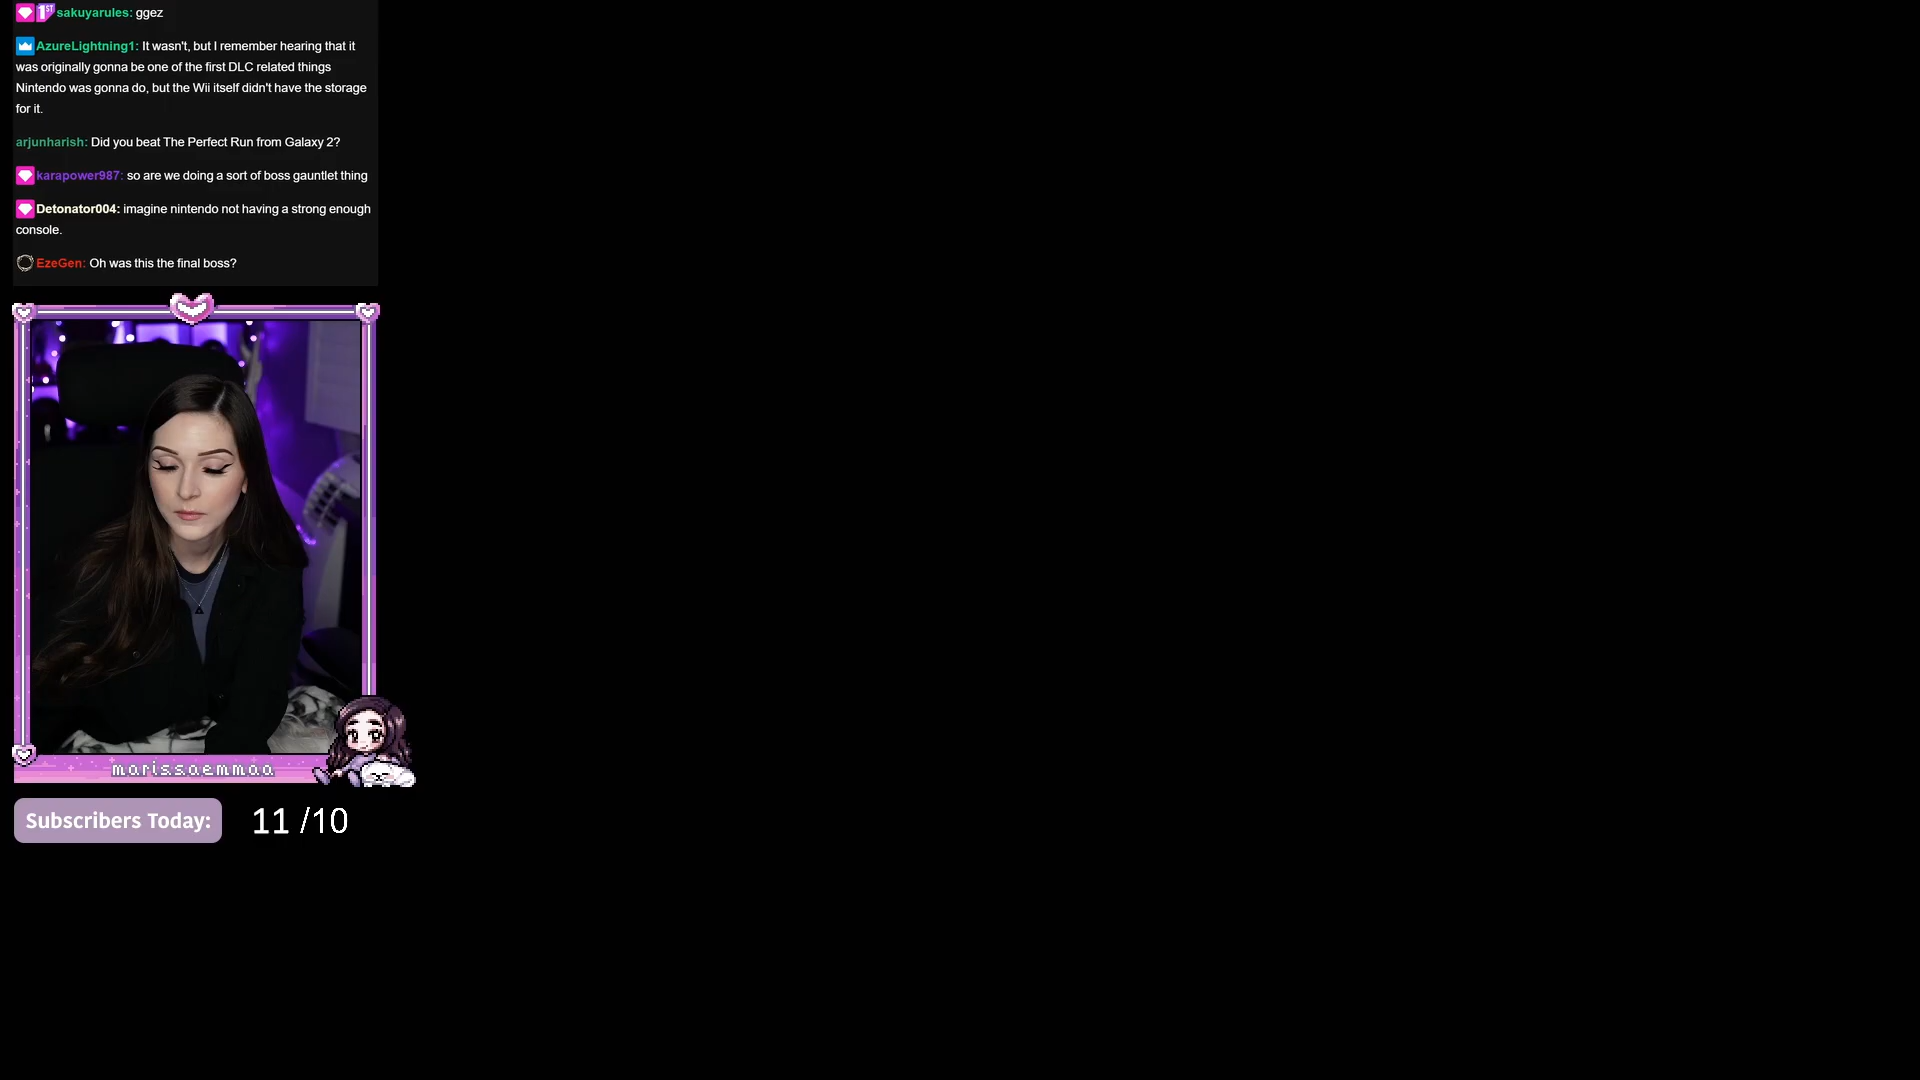 1ST sakuyarules: ggez
AzureLightning1: It wasn't, but I remember hearing that it
was originally gonna be one of the first DLC related things
Nintendo was gonna do, but the Wii itself didn't have the storage
for it.
arjunharish: Did you beat The Perfect Run from Galaxy 2?
karapower987: so are we doing a sort of boss gauntlet thing
Detonator004: imagine nintendo not having a strong enough
console.
EzeGen: Oh was this the final boss?
marissaemmaa
Subscribers Today: 11 /10